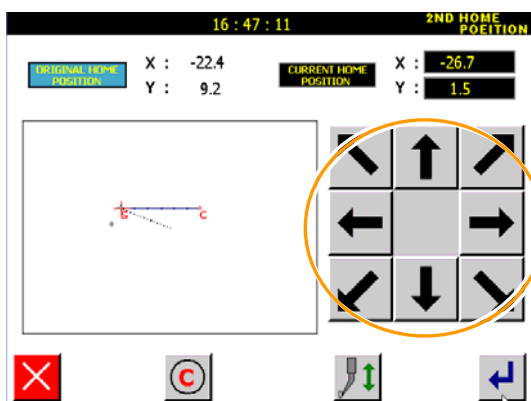 16 : 47 : 11
2ND HOME
POEITION
ORIGINAL HOME
POSITION
X : -22.4
Y : 9.2
CURRENT HOME
POSITION
X : -26.7
Y : 1.5
C
C